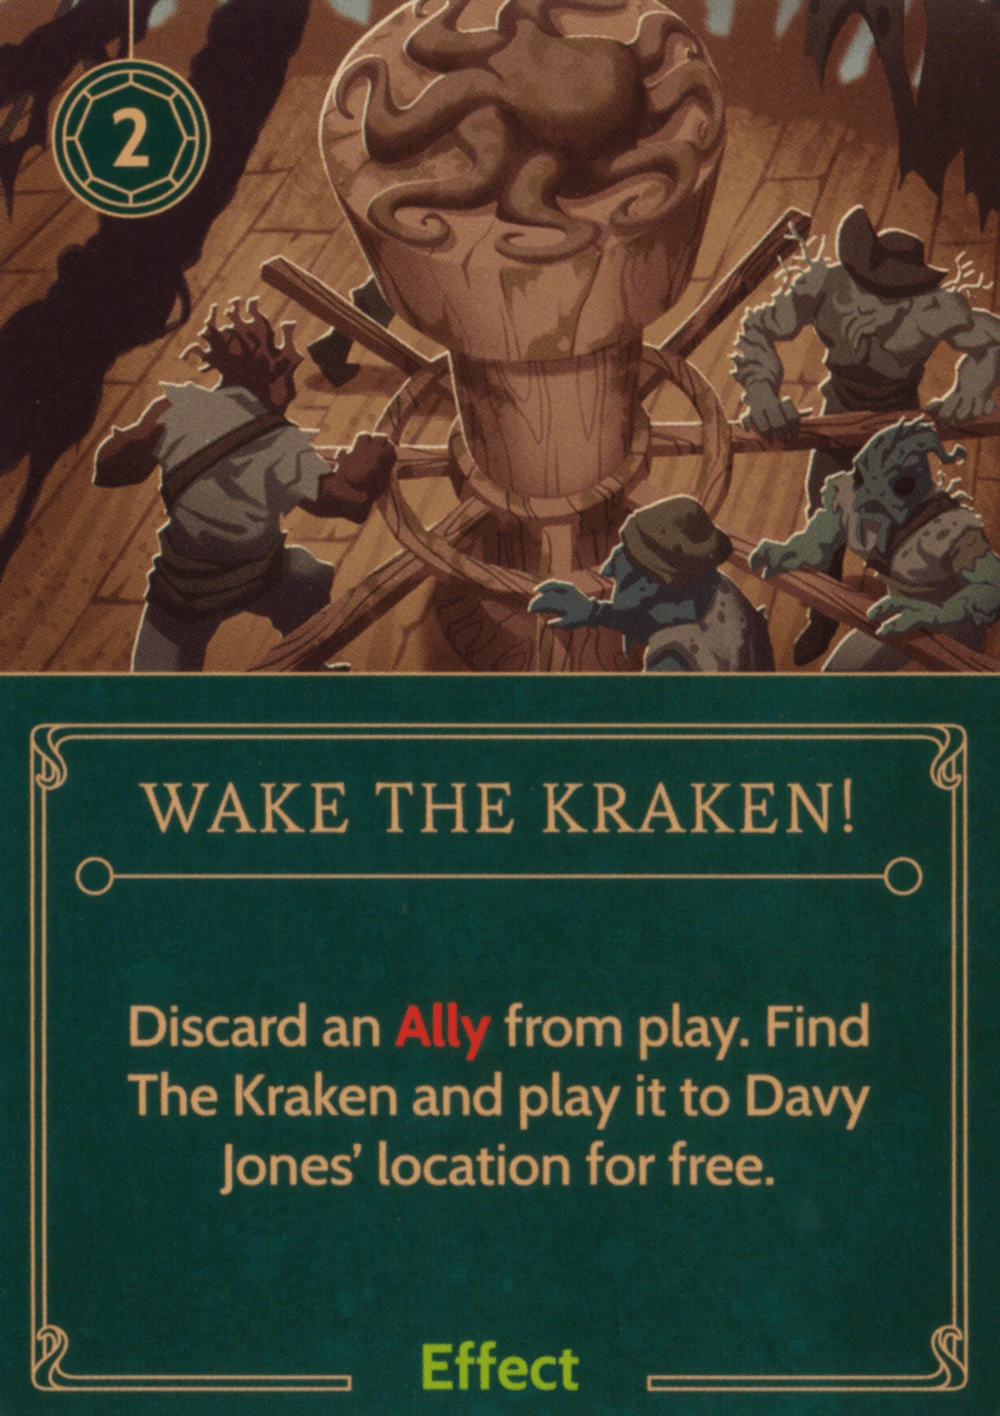 2
WAKE THE KRAKEN!
Discard an Ally from play. Find
The Kraken and play it to Davy
Jones’ location for free.
Effect